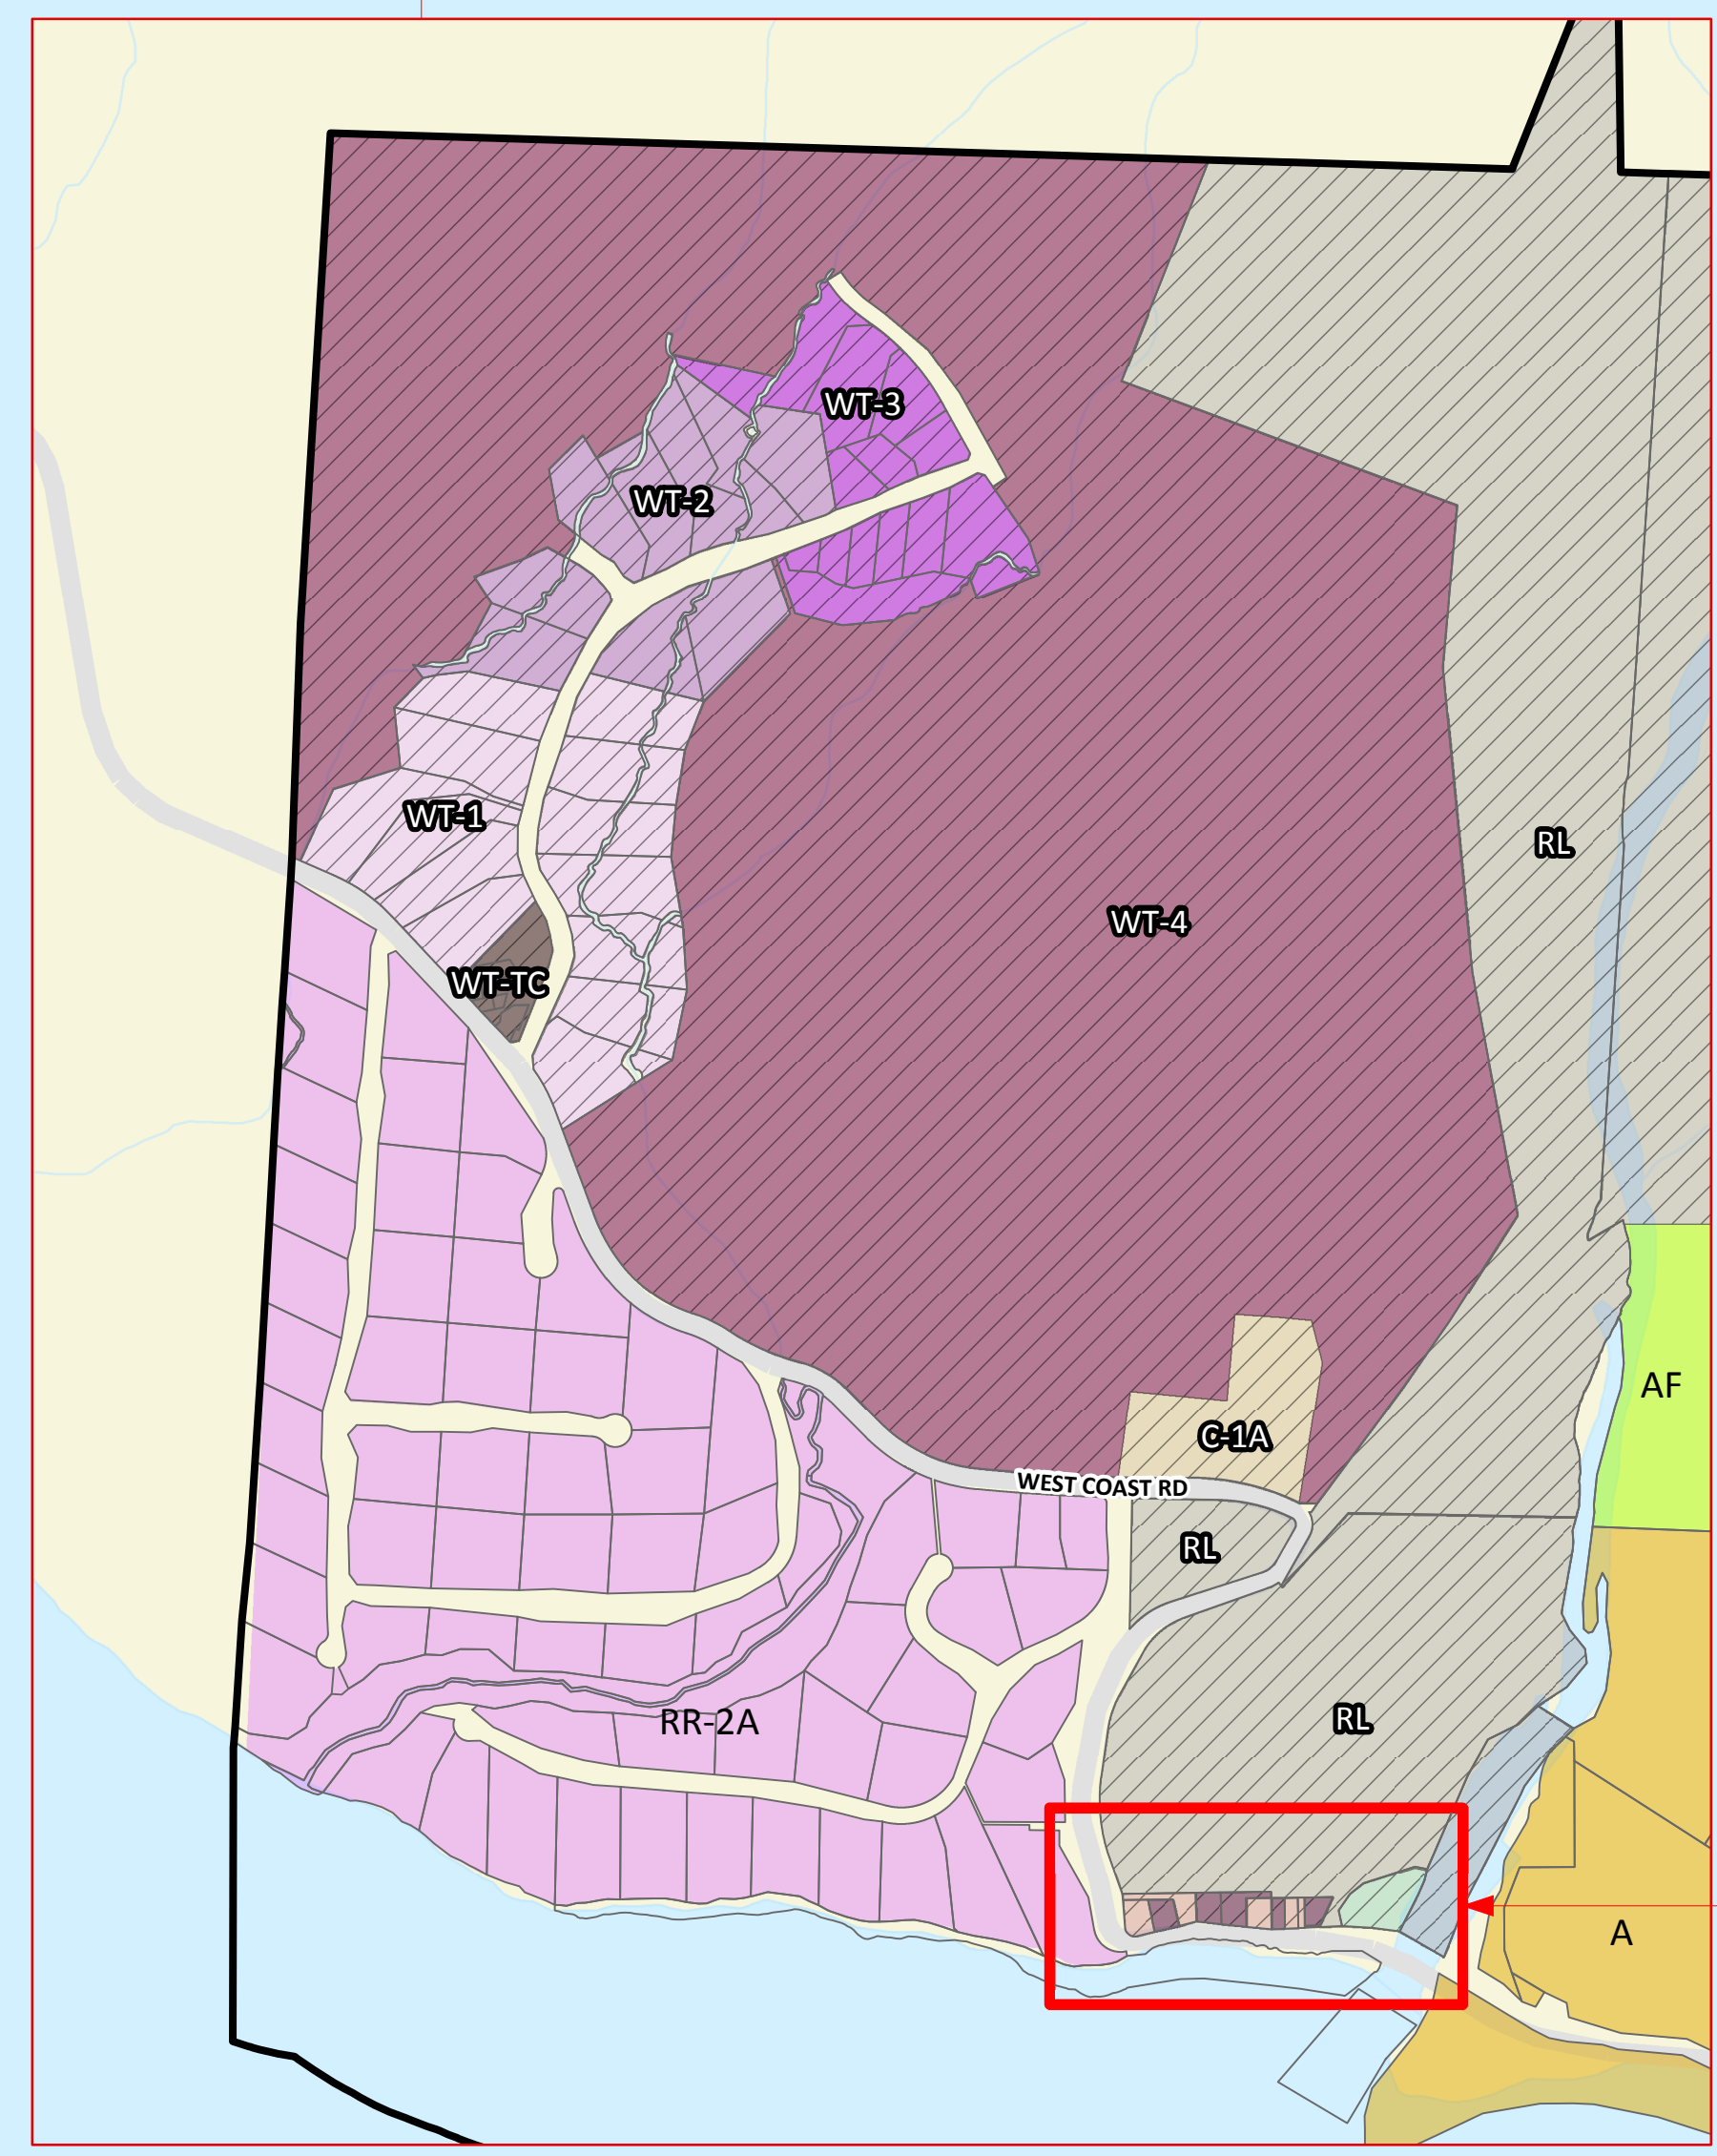 WT-3
WT-2
WT-1
RL
WT-4
WT-TC
AF
C-1A
WEST COAST RD
RL
RL
RR-2A
A